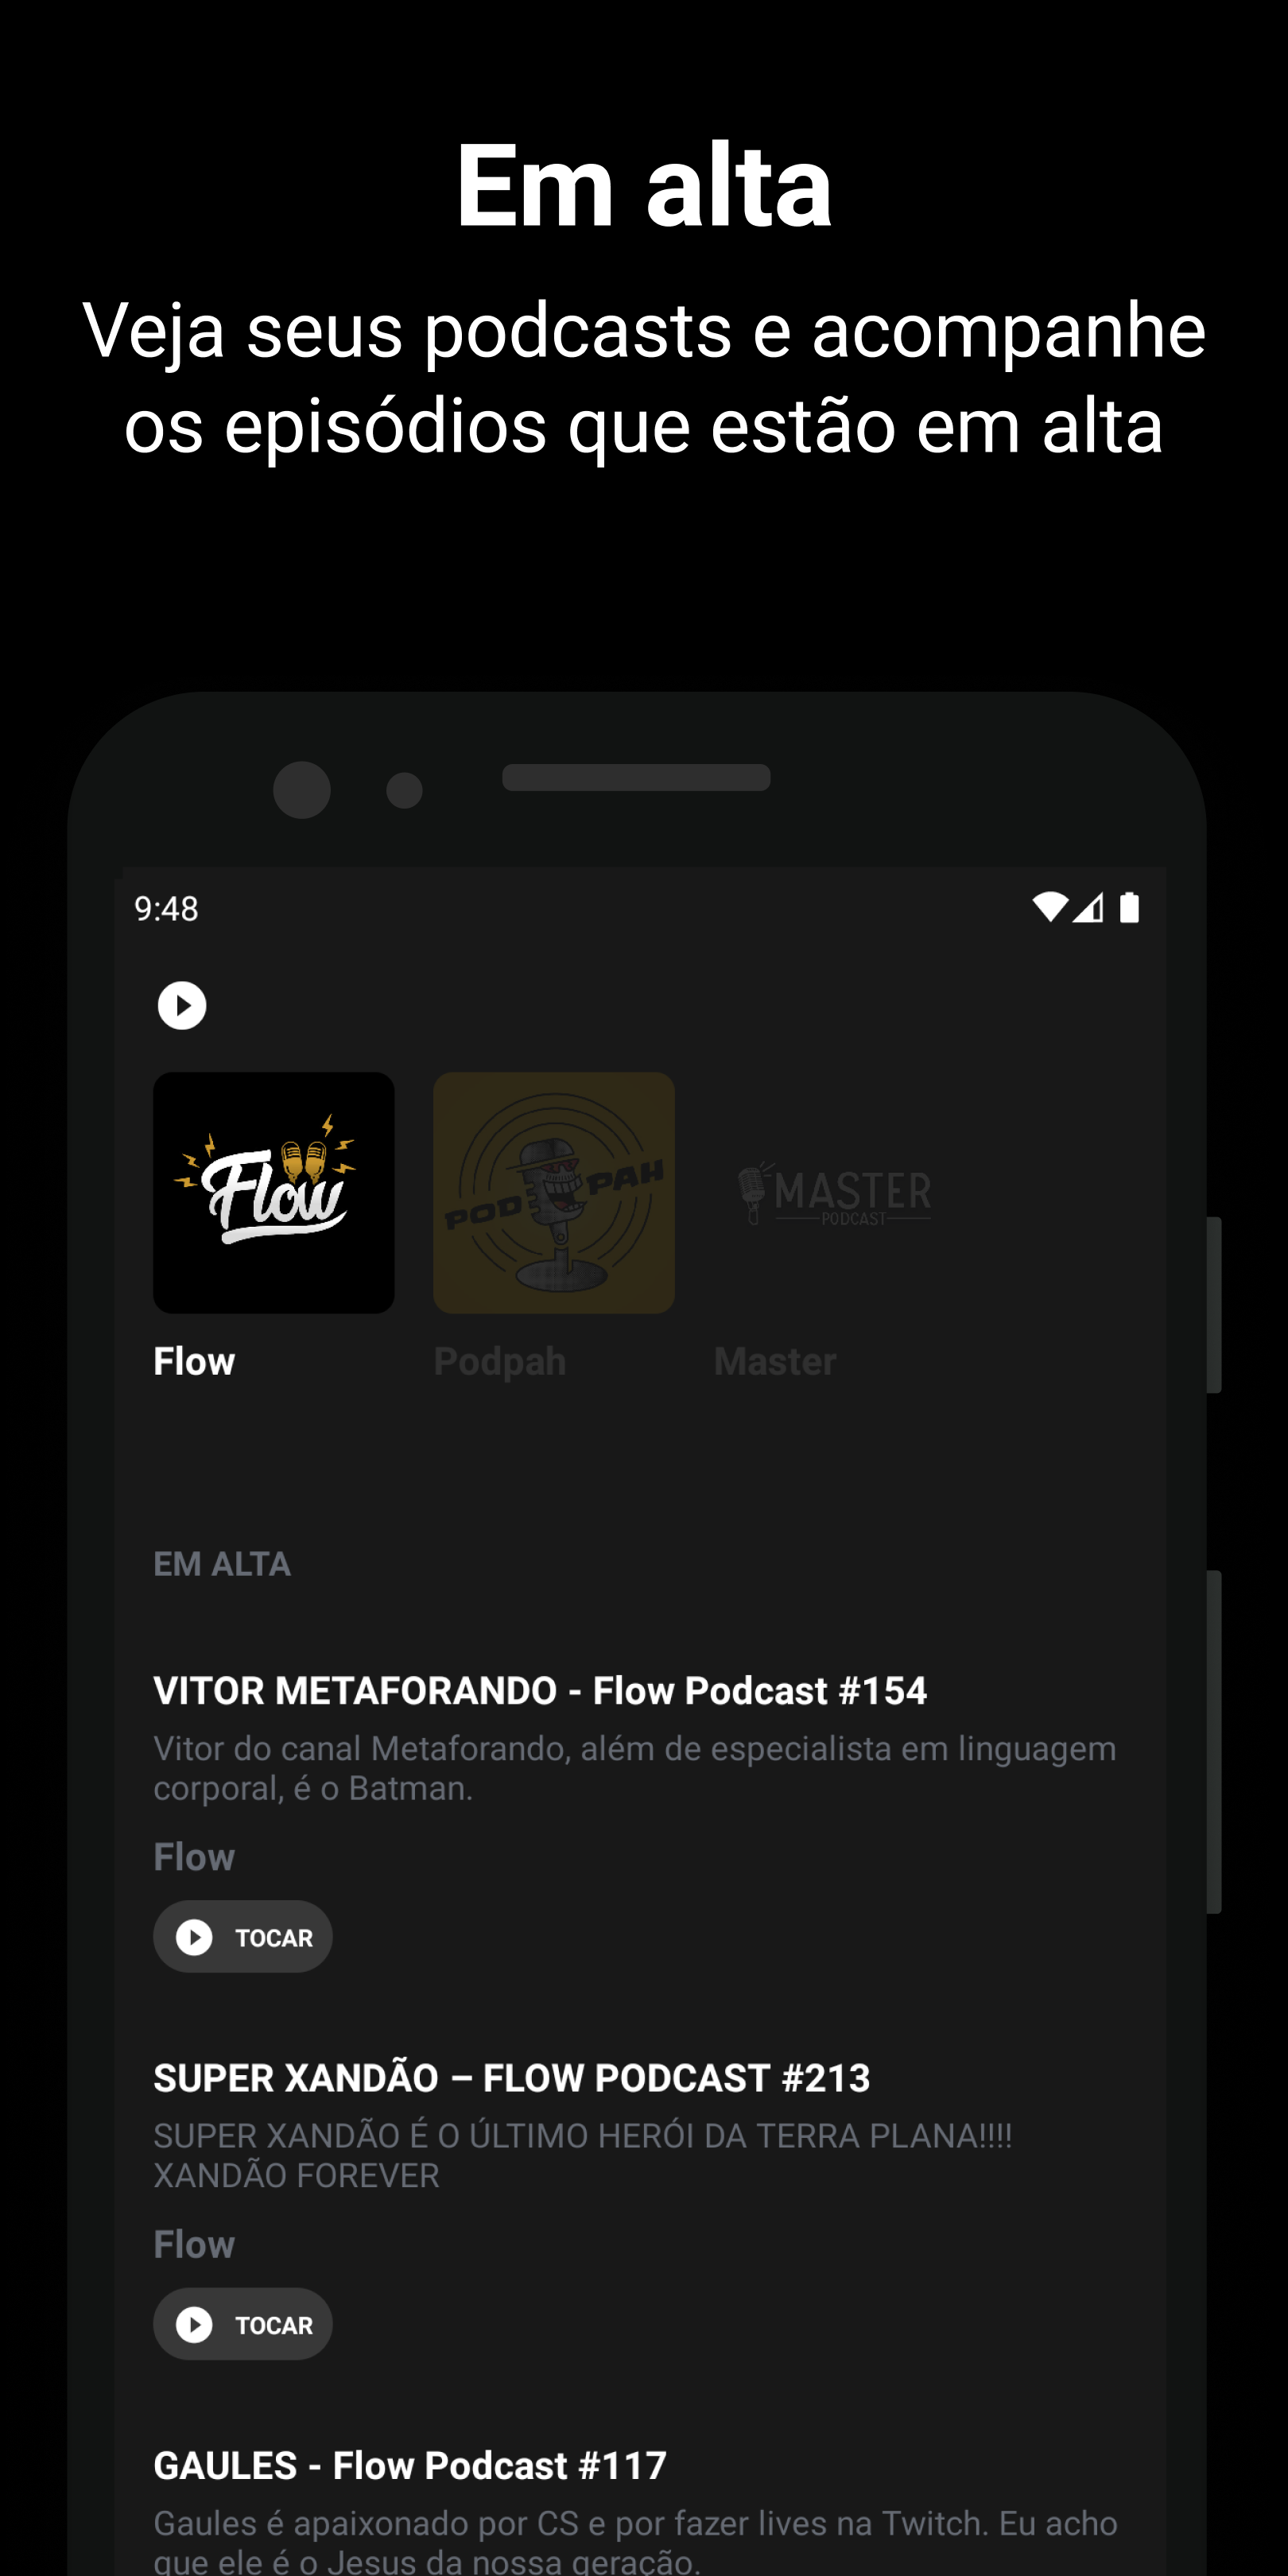 Em alta
Veja seus podcasts e acompanhe
os episódios que estão em alta
9:48
Flow
POD PAH
MASTER
PODCAST
Flow
Podpah
Master
EM ALTA
VITOR METAFORANDO - Flow Podcast #154
Vitor do canal Metaforando, além de especialista em linguagem
corporal, é o Batman.
Flow
TOCAR
SUPER XANDÃO – FLOW PODCAST #213
SUPER XANDÃO É O ÚLTIMO HERÓI DA TERRA PLANA!!!!
XANDÃO FOREVER
Flow
TOCAR
GAULES - Flow Podcast #117
Gaules é apaixonado por CS e por fazer lives na Twitch. Eu acho
que ele é o Jesus da nossa geração.